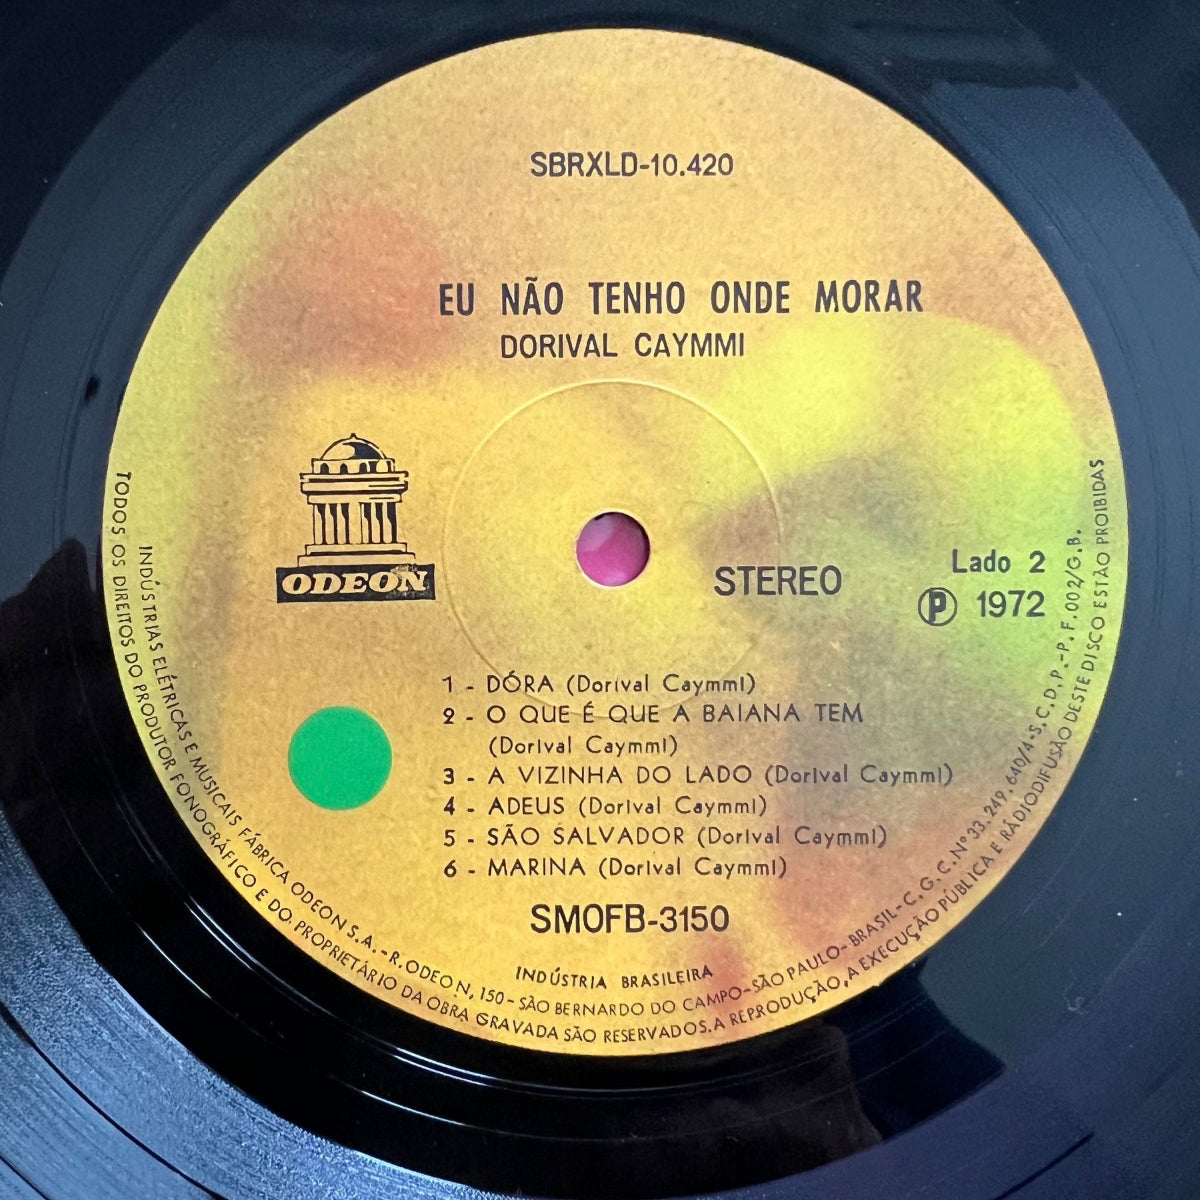 SBRXLD-10.420
EU NÃO TENHO ONDE MORAR
DORIVAL CAYMMI
ODEON
STEREO
Lado 2
Ⓟ 1972
1 - DÓRA (Dorival Caymmi)
2 - O QUE É QUE A BAIANA TEM
(Dorival Caymmi)
3 - A VIZINHA DO LADO (Dorival Caymmi)
4 - ADEUS (Dorival Caymmi)
5 - SÃO SALVADOR (Dorival Caymmi)
6 - MARINA (Dorival Caymmi)
SMOFB-3150
INDÚSTRIA BRASILEIRA
INDÚSTRIAS ELÉTRICAS E MUSICAIS FÁBRICA ODEON S.A.-R.ODEON, 150-SÃO BERNARDO DO CAMPO-SÃO PAULO-BRASIL-C.G.C.Nº33.249.640/4-S.C.D.P.-P.F.002/G.B.
TODOS OS DIREITOS DO PRODUTOR FONOGRÁFICO E DO PROPRIETÁRIO DA OBRA GRAVADA SÃO RESERVADOS. A REPRODUÇÃO, A EXECUÇÃO PÚBLICA E RÁDIODIFUSÃO DESTE DISCO ESTÃO PROIBIDAS